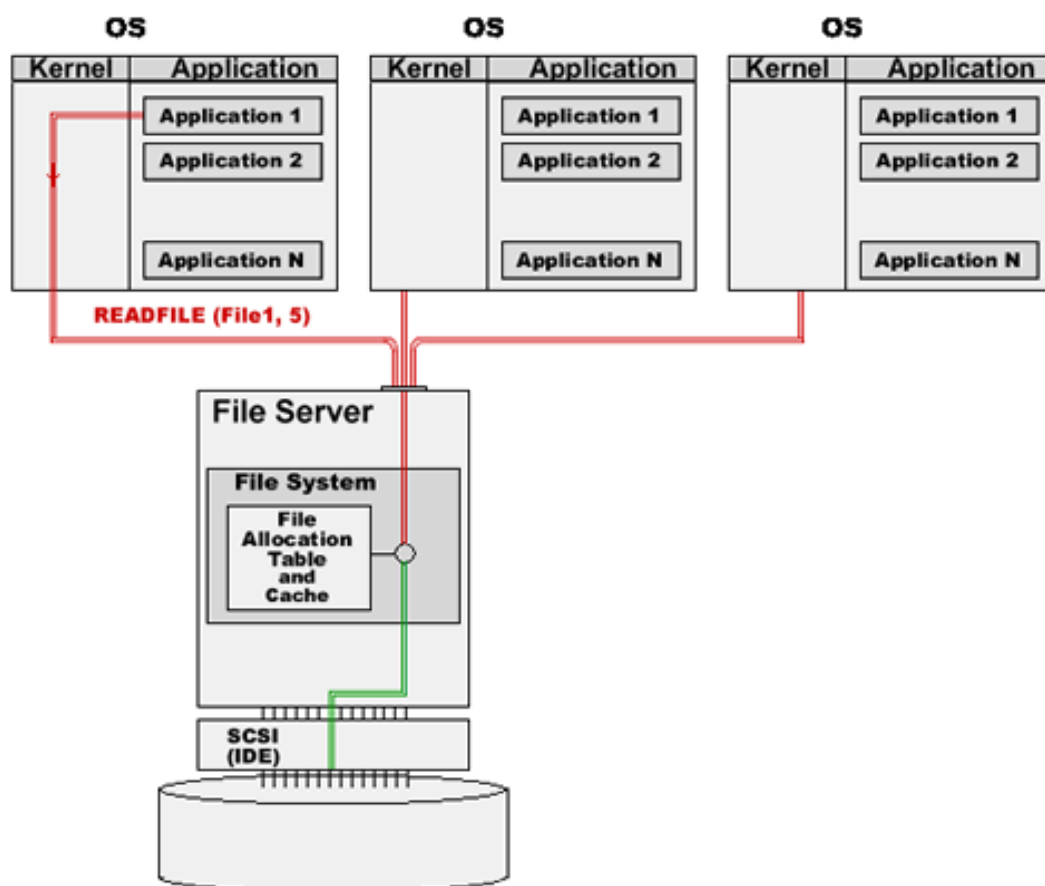 OS OS OS
Kernel Application Kernel Application Kernel Application
Application 1 Application 1 Application 1
Application 2 Application 2 Application 2
Application N Application N Application N
READFILE (File1, 5)
File Server
File System
File
Allocation
Table
and
Cache
SCSI
(IDE)